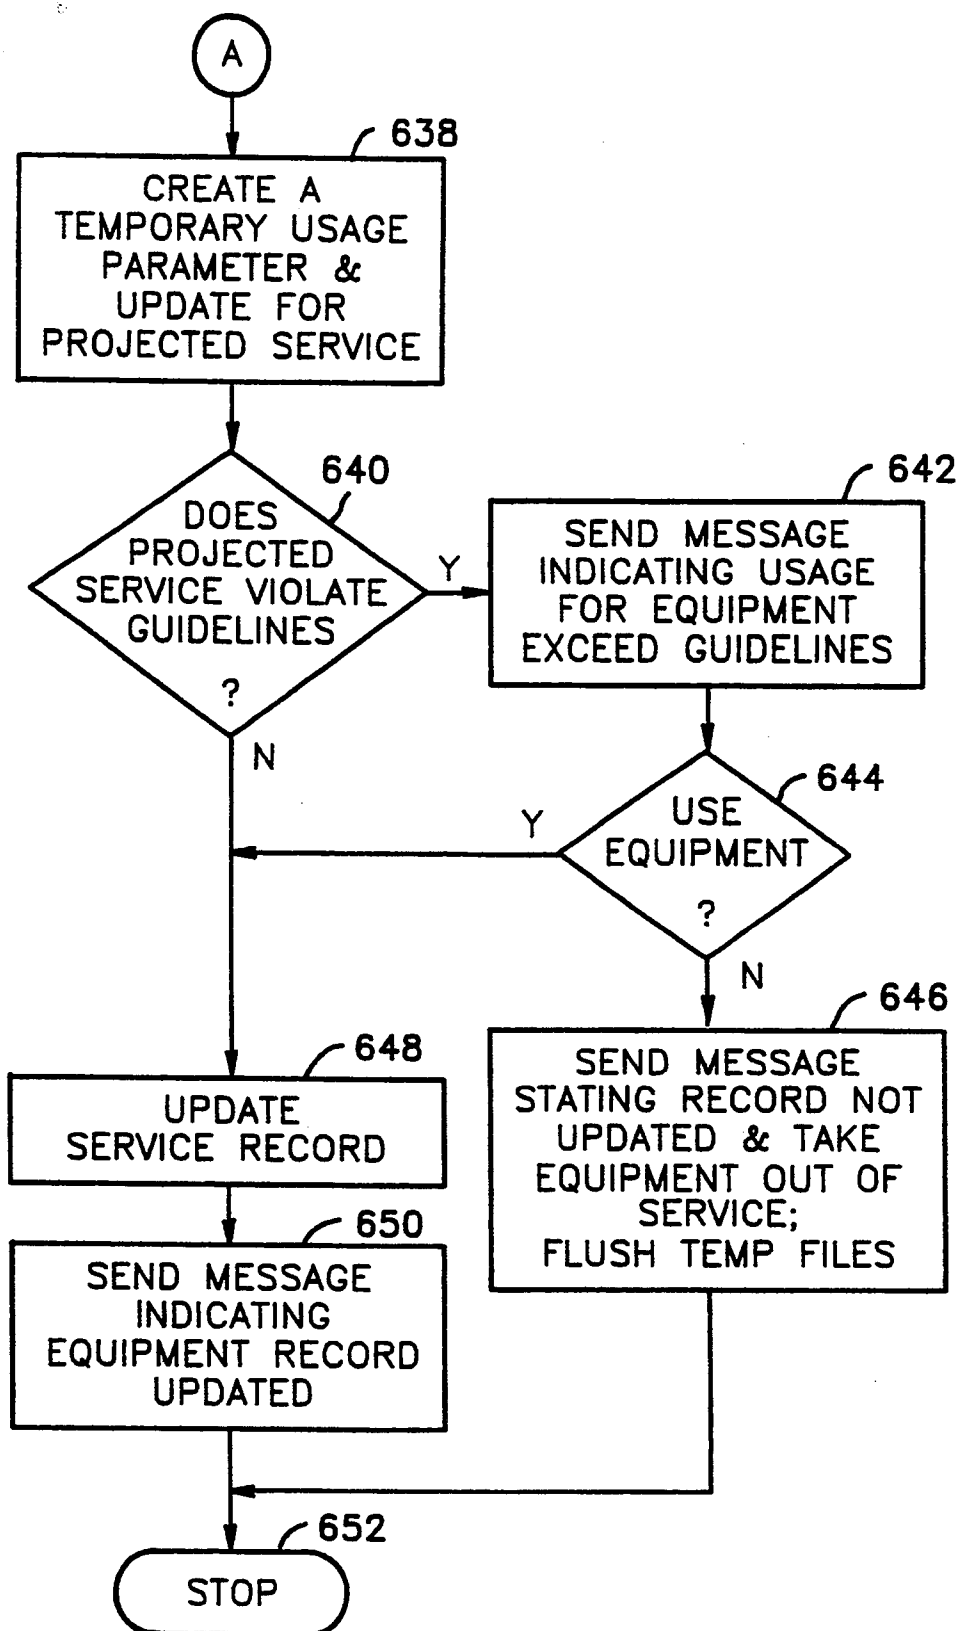 A
638
CREATE A
TEMPORARY USAGE
PARAMETER &
UPDATE FOR
PROJECTED SERVICE
640
DOES
PROJECTED
SERVICE VIOLATE
GUIDELINES
?
Y
N
642
SEND MESSAGE
INDICATING USAGE
FOR EQUIPMENT
EXCEED GUIDELINES
644
USE
EQUIPMENT
?
Y
N
646
SEND MESSAGE
STATING RECORD NOT
UPDATED & TAKE
EQUIPMENT OUT OF
SERVICE;
FLUSH TEMP FILES
648
UPDATE
SERVICE RECORD
650
SEND MESSAGE
INDICATING
EQUIPMENT RECORD
UPDATED
652
STOP